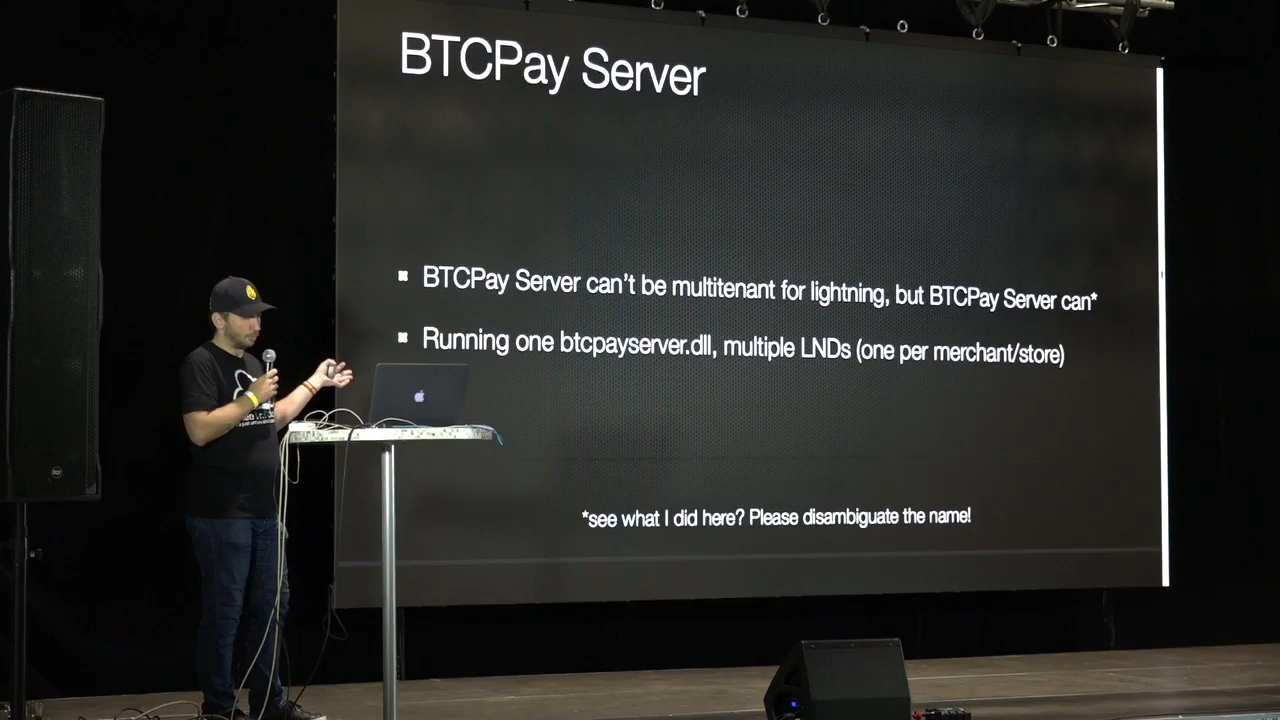 BTCPay Server
BTCPay Server can't be multitenant for lightning, but BTCPay Server can*
Running one btcpayserver.dll, multiple LNDs (one per merchant/store)
*see what I did here? Please disambiguate the name!